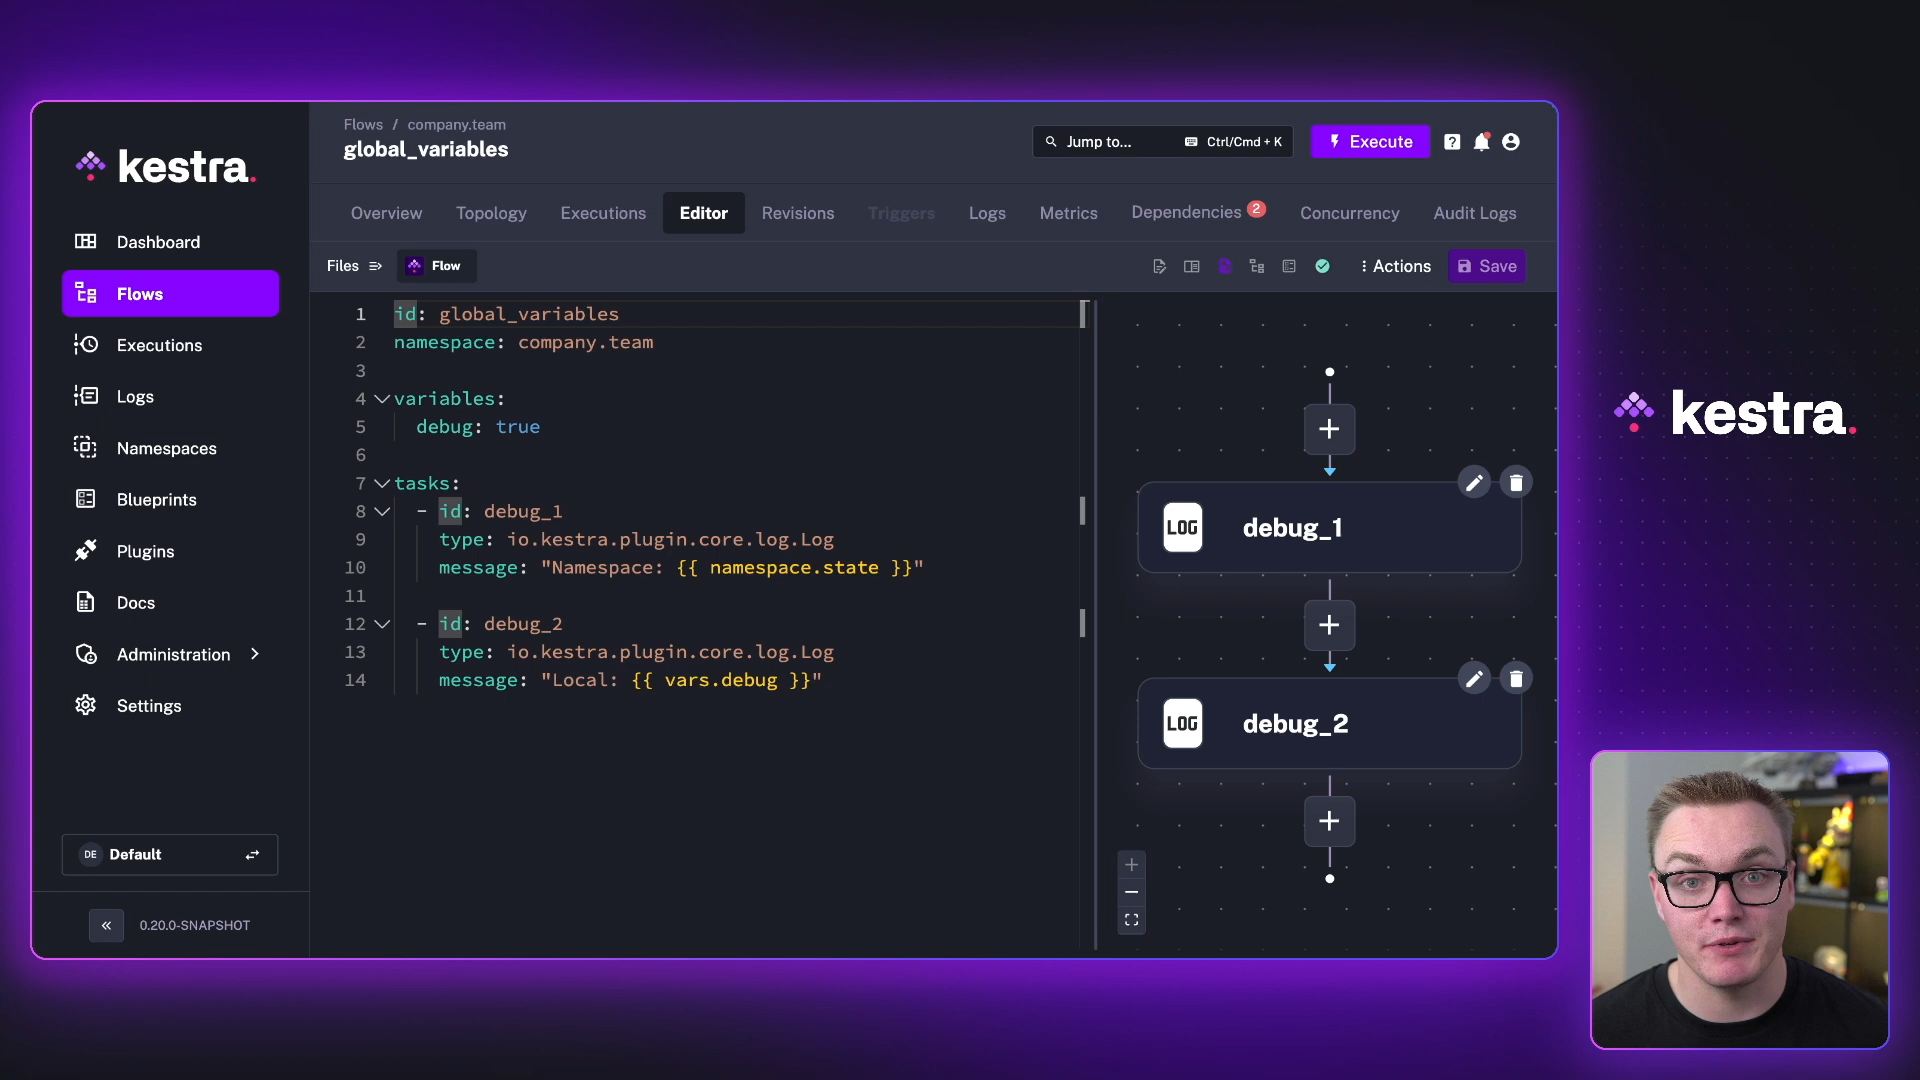 kestra.
Dashboard
Flows
Executions
Logs
Namespaces
Blueprints
Plugins
Docs
Administration
Settings
DE Default
0.20.0-SNAPSHOT
Flows / company.team
global_variables
Jump to... Ctrl/Cmd + K
Execute
Overview Topology Executions Editor Revisions Triggers Logs Metrics Dependencies 2 Concurrency Audit Logs
Files Flow
Actions Save
1 id: global_variables
2 namespace: company.team
3
4 variables:
5 debug: true
6
7 tasks:
8 - id: debug_1
9 type: io.kestra.plugin.core.log.Log
10 message: "Namespace: {{ namespace.state }}"
11
12 - id: debug_2
13 type: io.kestra.plugin.core.log.Log
14 message: "Local: {{ vars.debug }}"
LOG debug_1
LOG debug_2
kestra.